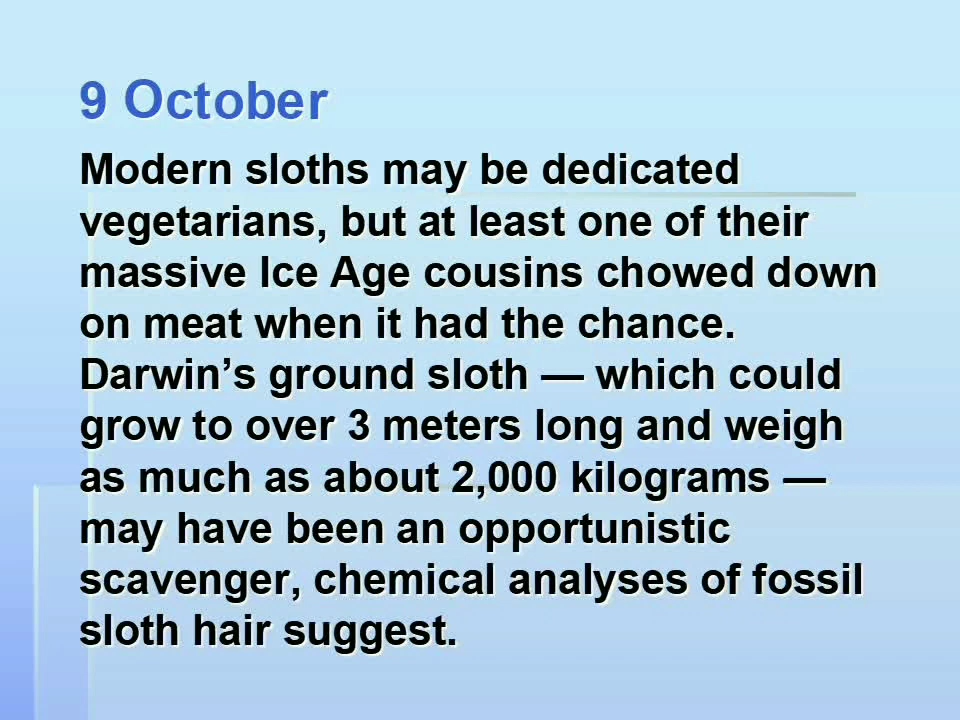 9 October
Modern sloths may be dedicated
vegetarians, but at least one of their
massive Ice Age cousins chowed down
on meat when it had the chance.
Darwin’s ground sloth — which could
grow to over 3 meters long and weigh
as much as about 2,000 kilograms —
may have been an opportunistic
scavenger, chemical analyses of fossil
sloth hair suggest.